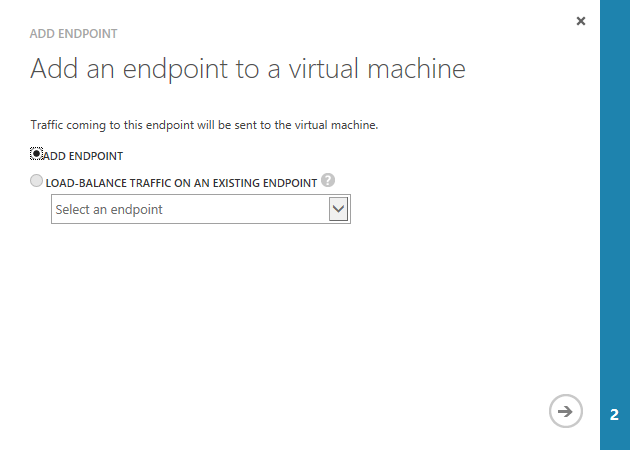 ADD ENDPOINT
Add an endpoint to a virtual machine
Traffic coming to this endpoint will be sent to the virtual machine.
ADD ENDPOINT
LOAD-BALANCE TRAFFIC ON AN EXISTING ENDPOINT ?
Select an endpoint
2